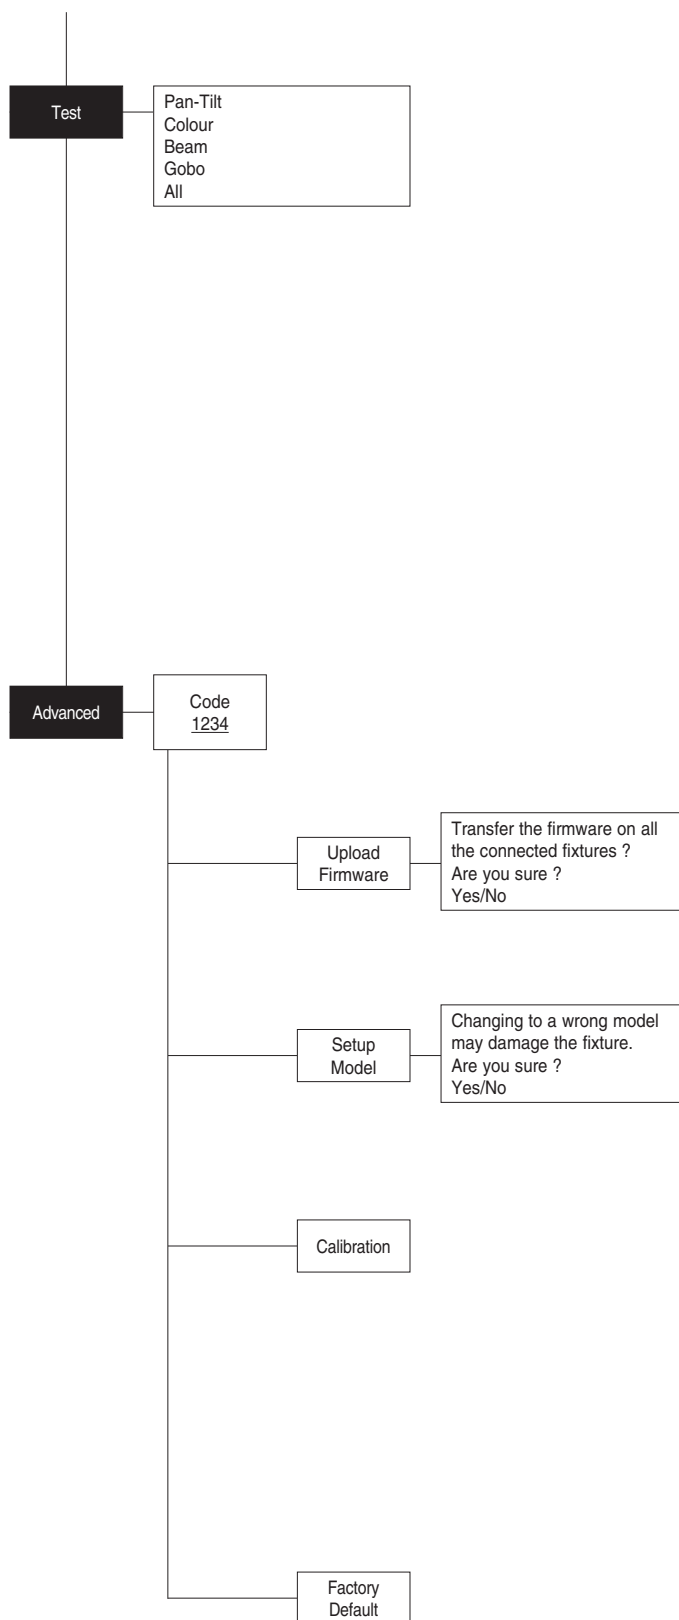 Test
Pan-Tilt
Colour
Beam
Gobo
All
Advanced
Code
1234
Upload
Firmware
Transfer the firmware on all
the connected fixtures ?
Are you sure ?
Yes/No
Setup
Model
Changing to a wrong model
may damage the fixture.
Are you sure ?
Yes/No
Calibration
Factory
Default